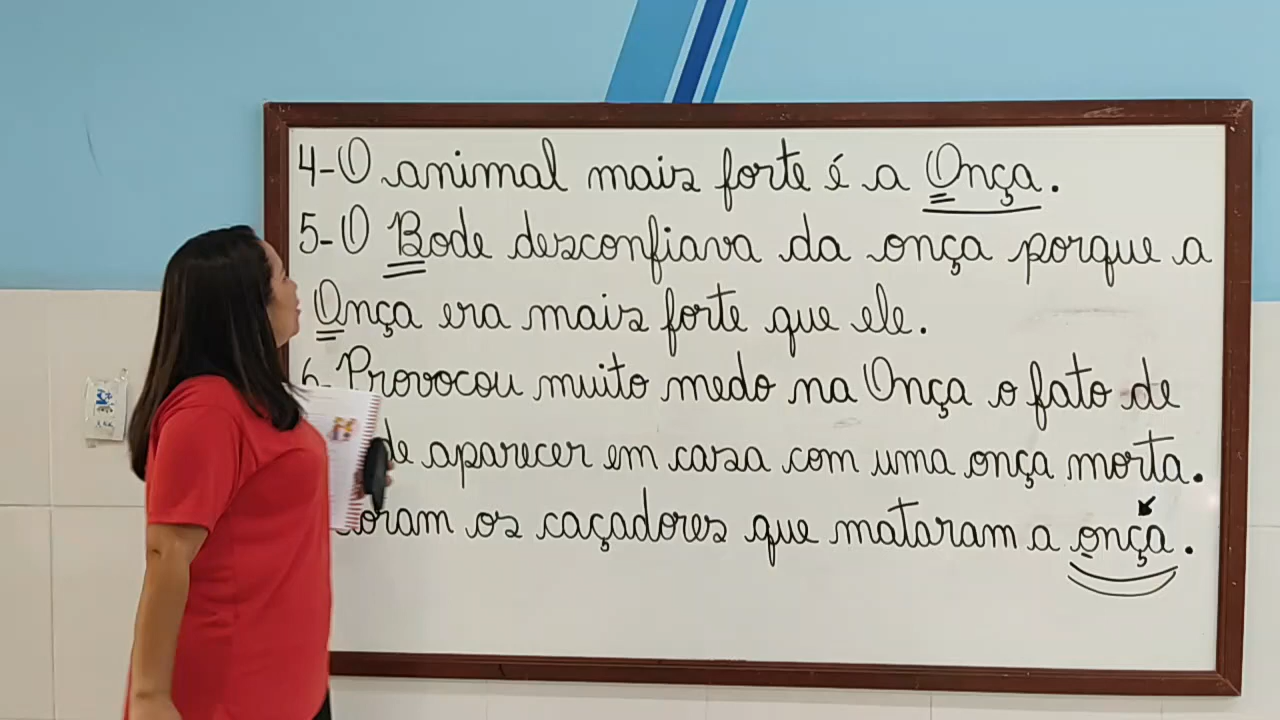 4-O animal mais forte é a Onça.
5-O Bode desconfiava da onça porque a
Onça era mais forte que ele.
6-Provocou muito medo na Onça o fato de
aparecer em casa com uma onça morta.
os caçadores que mataram a onça.